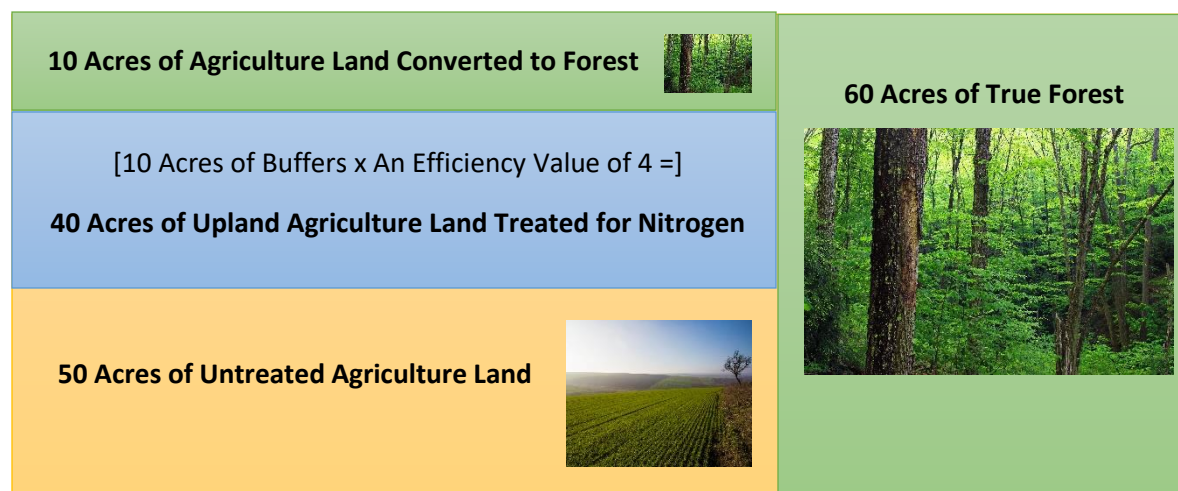 10 Acres of Agriculture Land Converted to Forest
[10 Acres of Buffers x An Efficiency Value of 4 =]
40 Acres of Upland Agriculture Land Treated for Nitrogen
50 Acres of Untreated Agriculture Land
60 Acres of True Forest